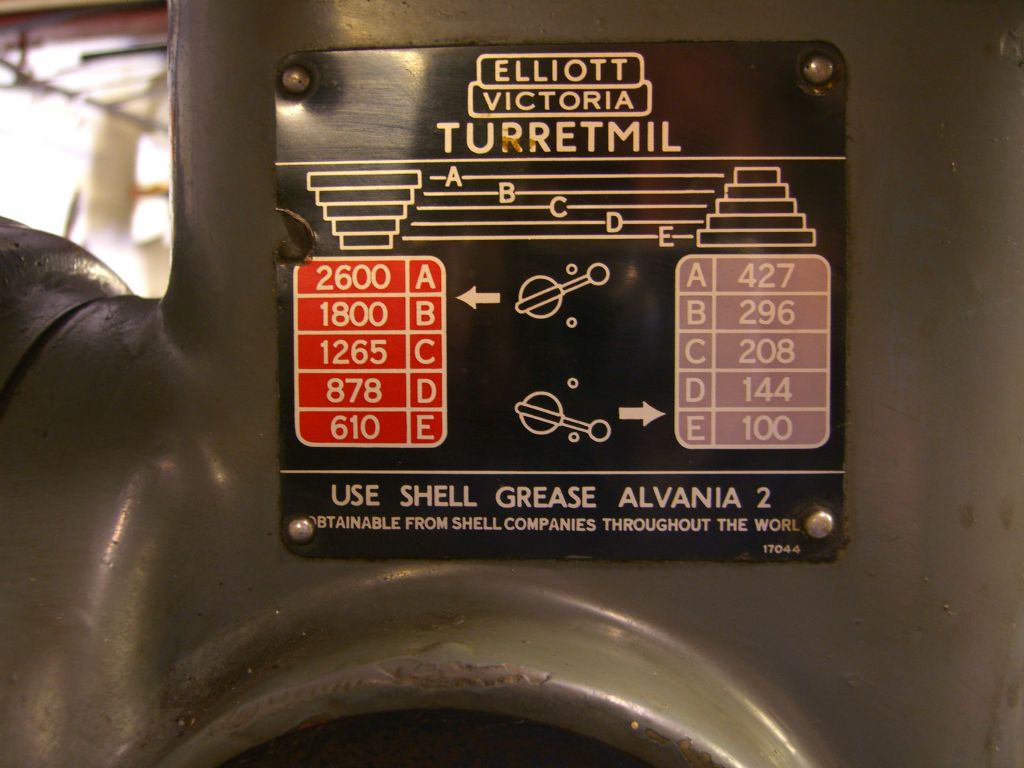 ELLIOTT
VICTORIA
TURRETMIL
A
B
C
D
E
2600 A
1800 B
1265 C
878 D
610 E
A 427
B 296
C 208
D 144
E 100
USE SHELL GREASE ALVANIA 2
OBTAINABLE FROM SHELL COMPANIES THROUGHOUT THE WORL
17044